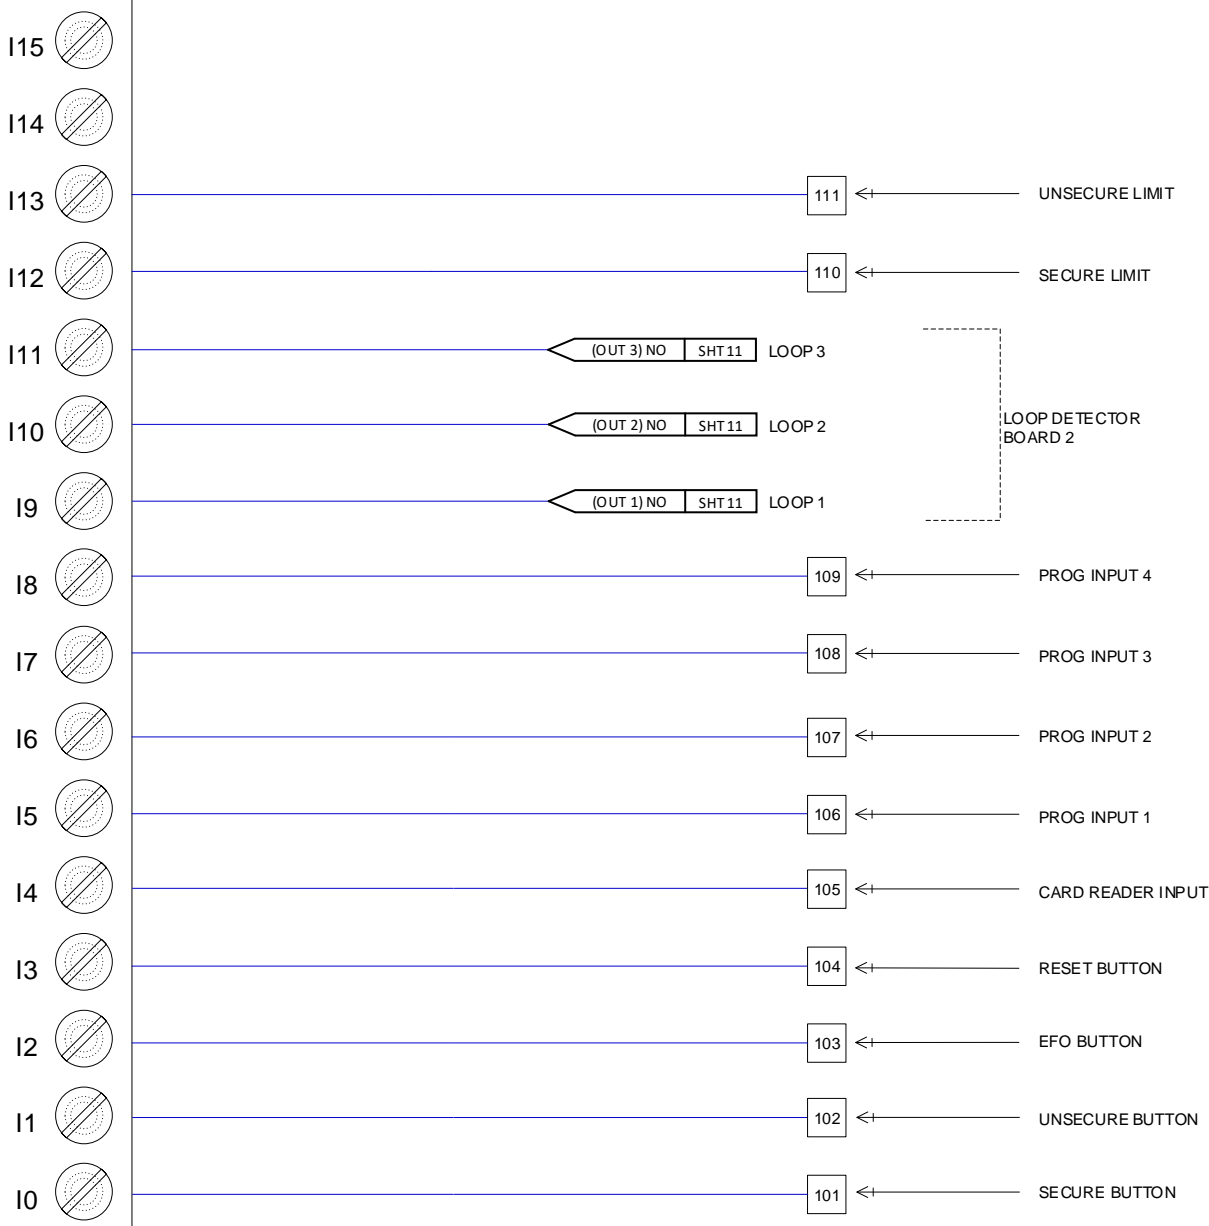 I15
I14
I13 111 UNSECURE LIMIT
I12 110 SECURE LIMIT
I11 (OUT 3) NO SHT 11 LOOP 3
I10 (OUT 2) NO SHT 11 LOOP 2
LOOP DETECTOR
BOARD 2
I9 (OUT 1) NO SHT 11 LOOP 1
I8 109 PROG INPUT 4
I7 108 PROG INPUT 3
I6 107 PROG INPUT 2
I5 106 PROG INPUT 1
I4 105 CARD READER INPUT
I3 104 RESET BUTTON
I2 103 EFO BUTTON
I1 102 UNSECURE BUTTON
I0 101 SECURE BUTTON